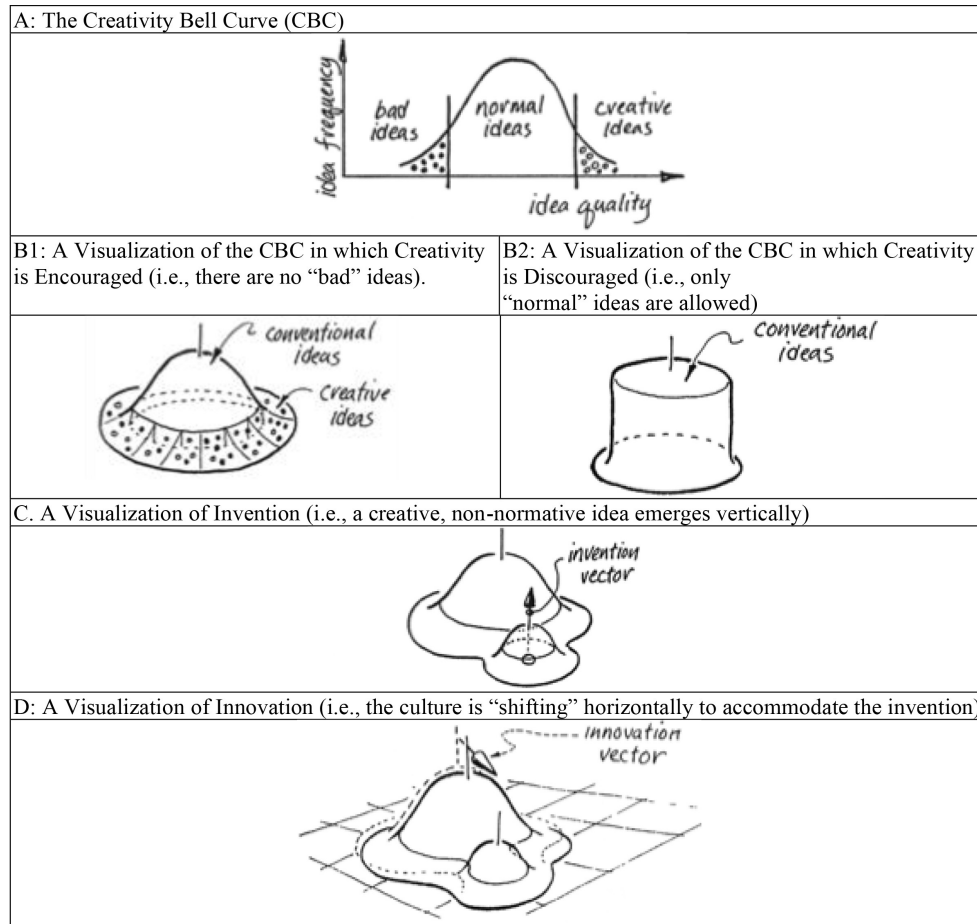 A: The Creativity Bell Curve (CBC)
idea frequency
bad
ideas
normal
ideas
creative
ideas
idea quality
B1: A Visualization of the CBC in which Creativity
is Encouraged (i.e., there are no “bad” ideas).
B2: A Visualization of the CBC in which Creativity
is Discouraged (i.e., only
“normal” ideas are allowed)
conventional
ideas
creative
ideas
conventional
ideas
C. A Visualization of Invention (i.e., a creative, non-normative idea emerges vertically)
invention
vector
D: A Visualization of Innovation (i.e., the culture is “shifting” horizontally to accommodate the invention)
innovation
vector